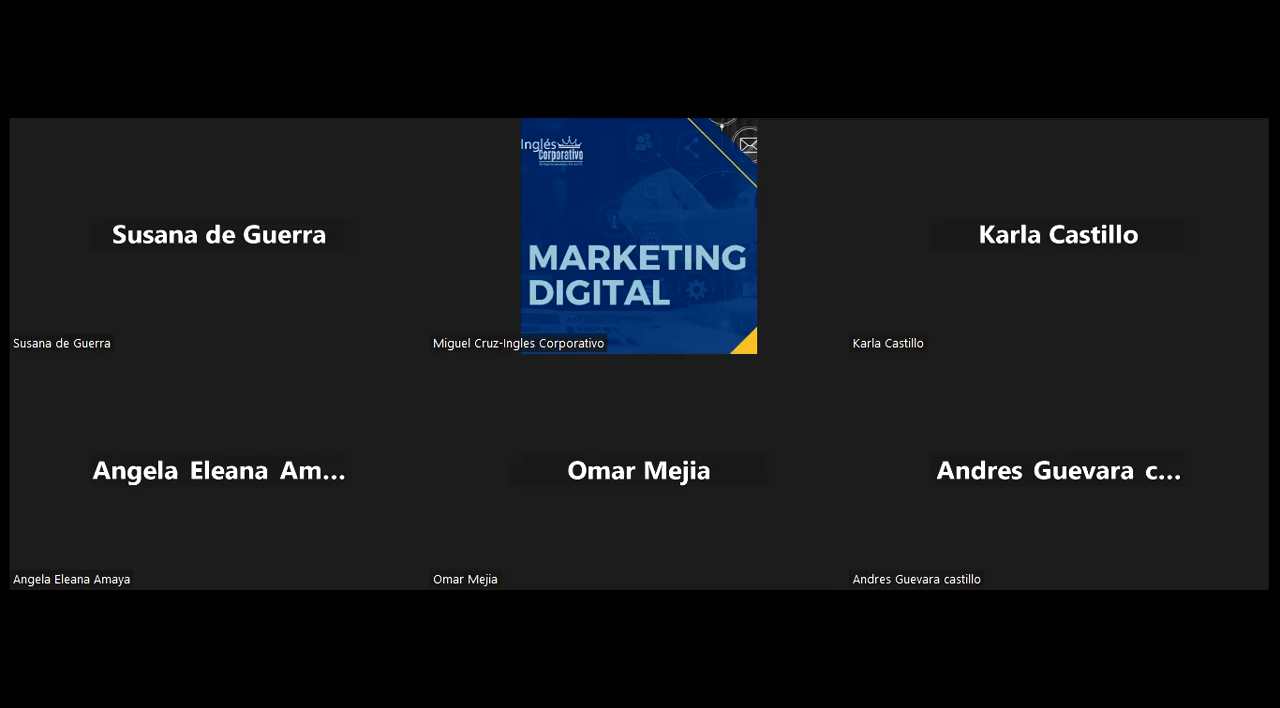 Susana de Guerra
Susana de Guerra
Inglés
Corporativo
MARKETING
DIGITAL
Miguel Cruz-Ingles Corporativo
Karla Castillo
Karla Castillo
Angela Eleana Am...
Angela Eleana Amaya
Omar Mejia
Omar Mejia
Andres Guevara c...
Andres Guevara castillo